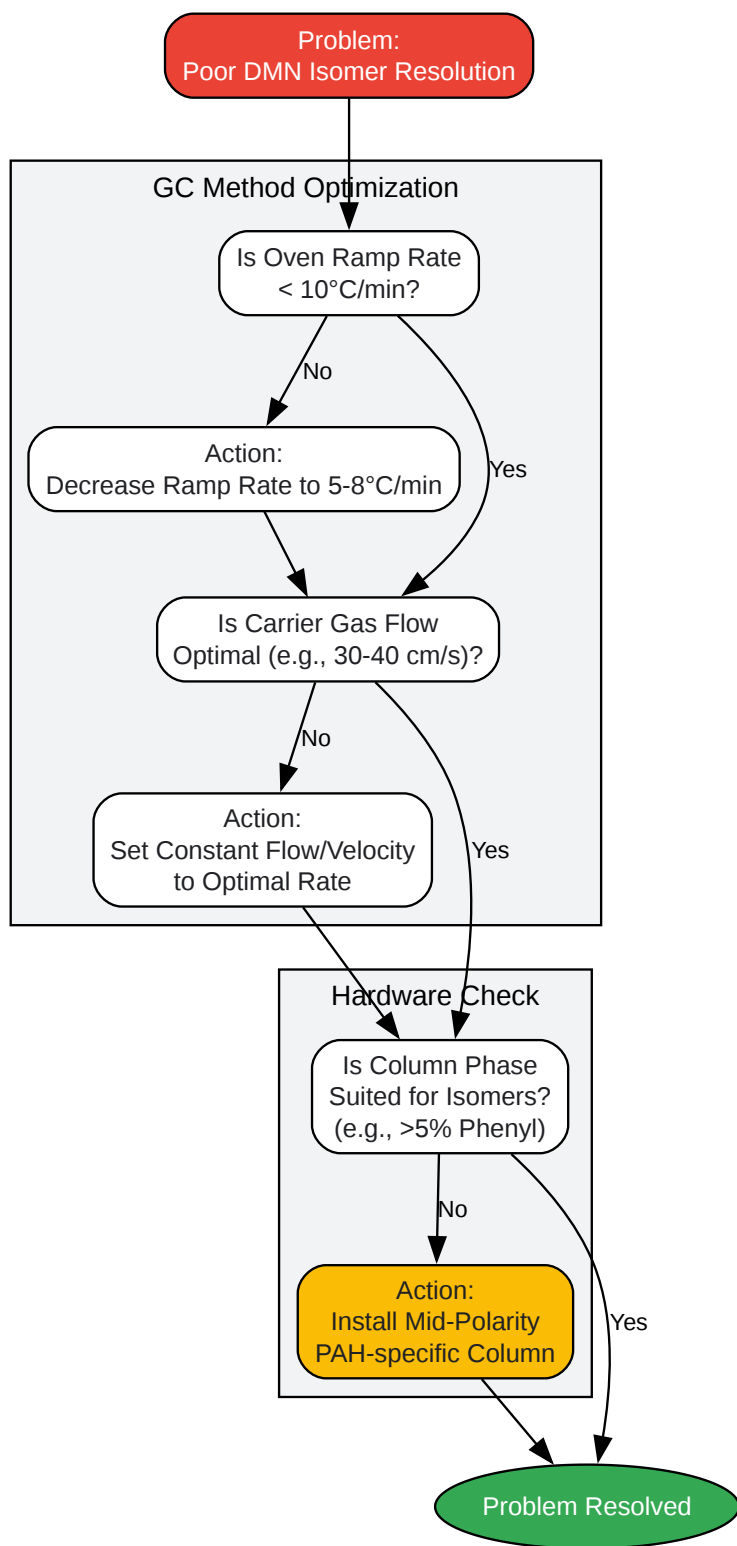 Problem:
Poor DMN Isomer Resolution
GC Method Optimization
Is Oven Ramp Rate
< 10°C/min?
No
Yes
Action:
Decrease Ramp Rate to 5-8°C/min
Is Carrier Gas Flow
Optimal (e.g., 30-40 cm/s)?
No
Yes
Action:
Set Constant Flow/Velocity
to Optimal Rate
Hardware Check
Is Column Phase
Suited for Isomers?
(e.g., >5% Phenyl)
No
Yes
Action:
Install Mid-Polarity
PAH-specific Column
Problem Resolved